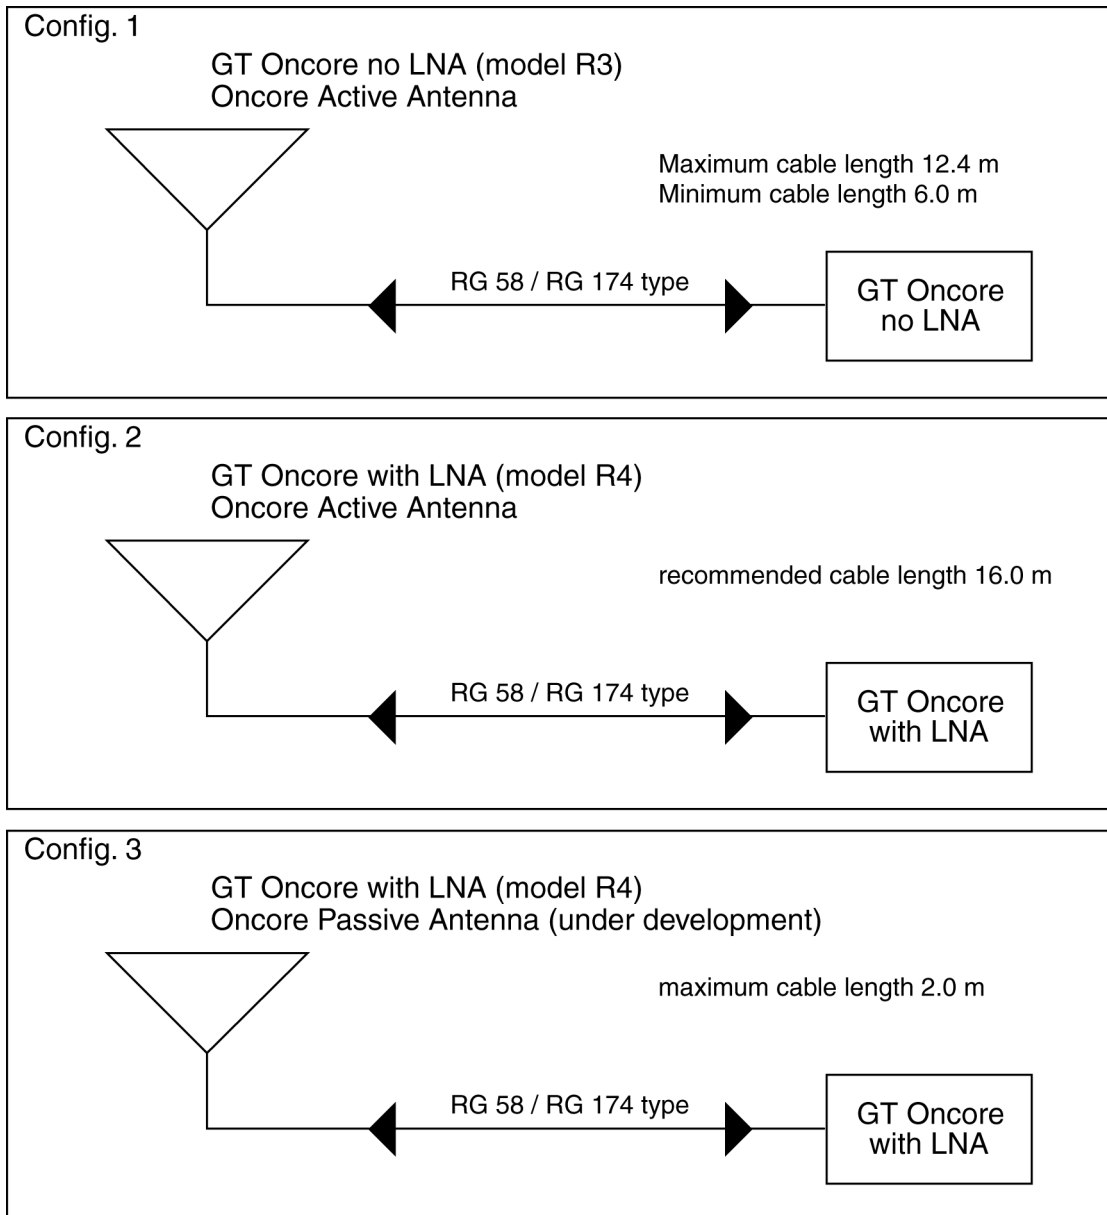 Config. 1
GT Oncore no LNA (model R3)
Oncore Active Antenna
Maximum cable length 12.4 m
Minimum cable length 6.0 m
RG 58 / RG 174 type
GT Oncore
no LNA
Config. 2
GT Oncore with LNA (model R4)
Oncore Active Antenna
recommended cable length 16.0 m
RG 58 / RG 174 type
GT Oncore
with LNA
Config. 3
GT Oncore with LNA (model R4)
Oncore Passive Antenna (under development)
maximum cable length 2.0 m
RG 58 / RG 174 type
GT Oncore
with LNA